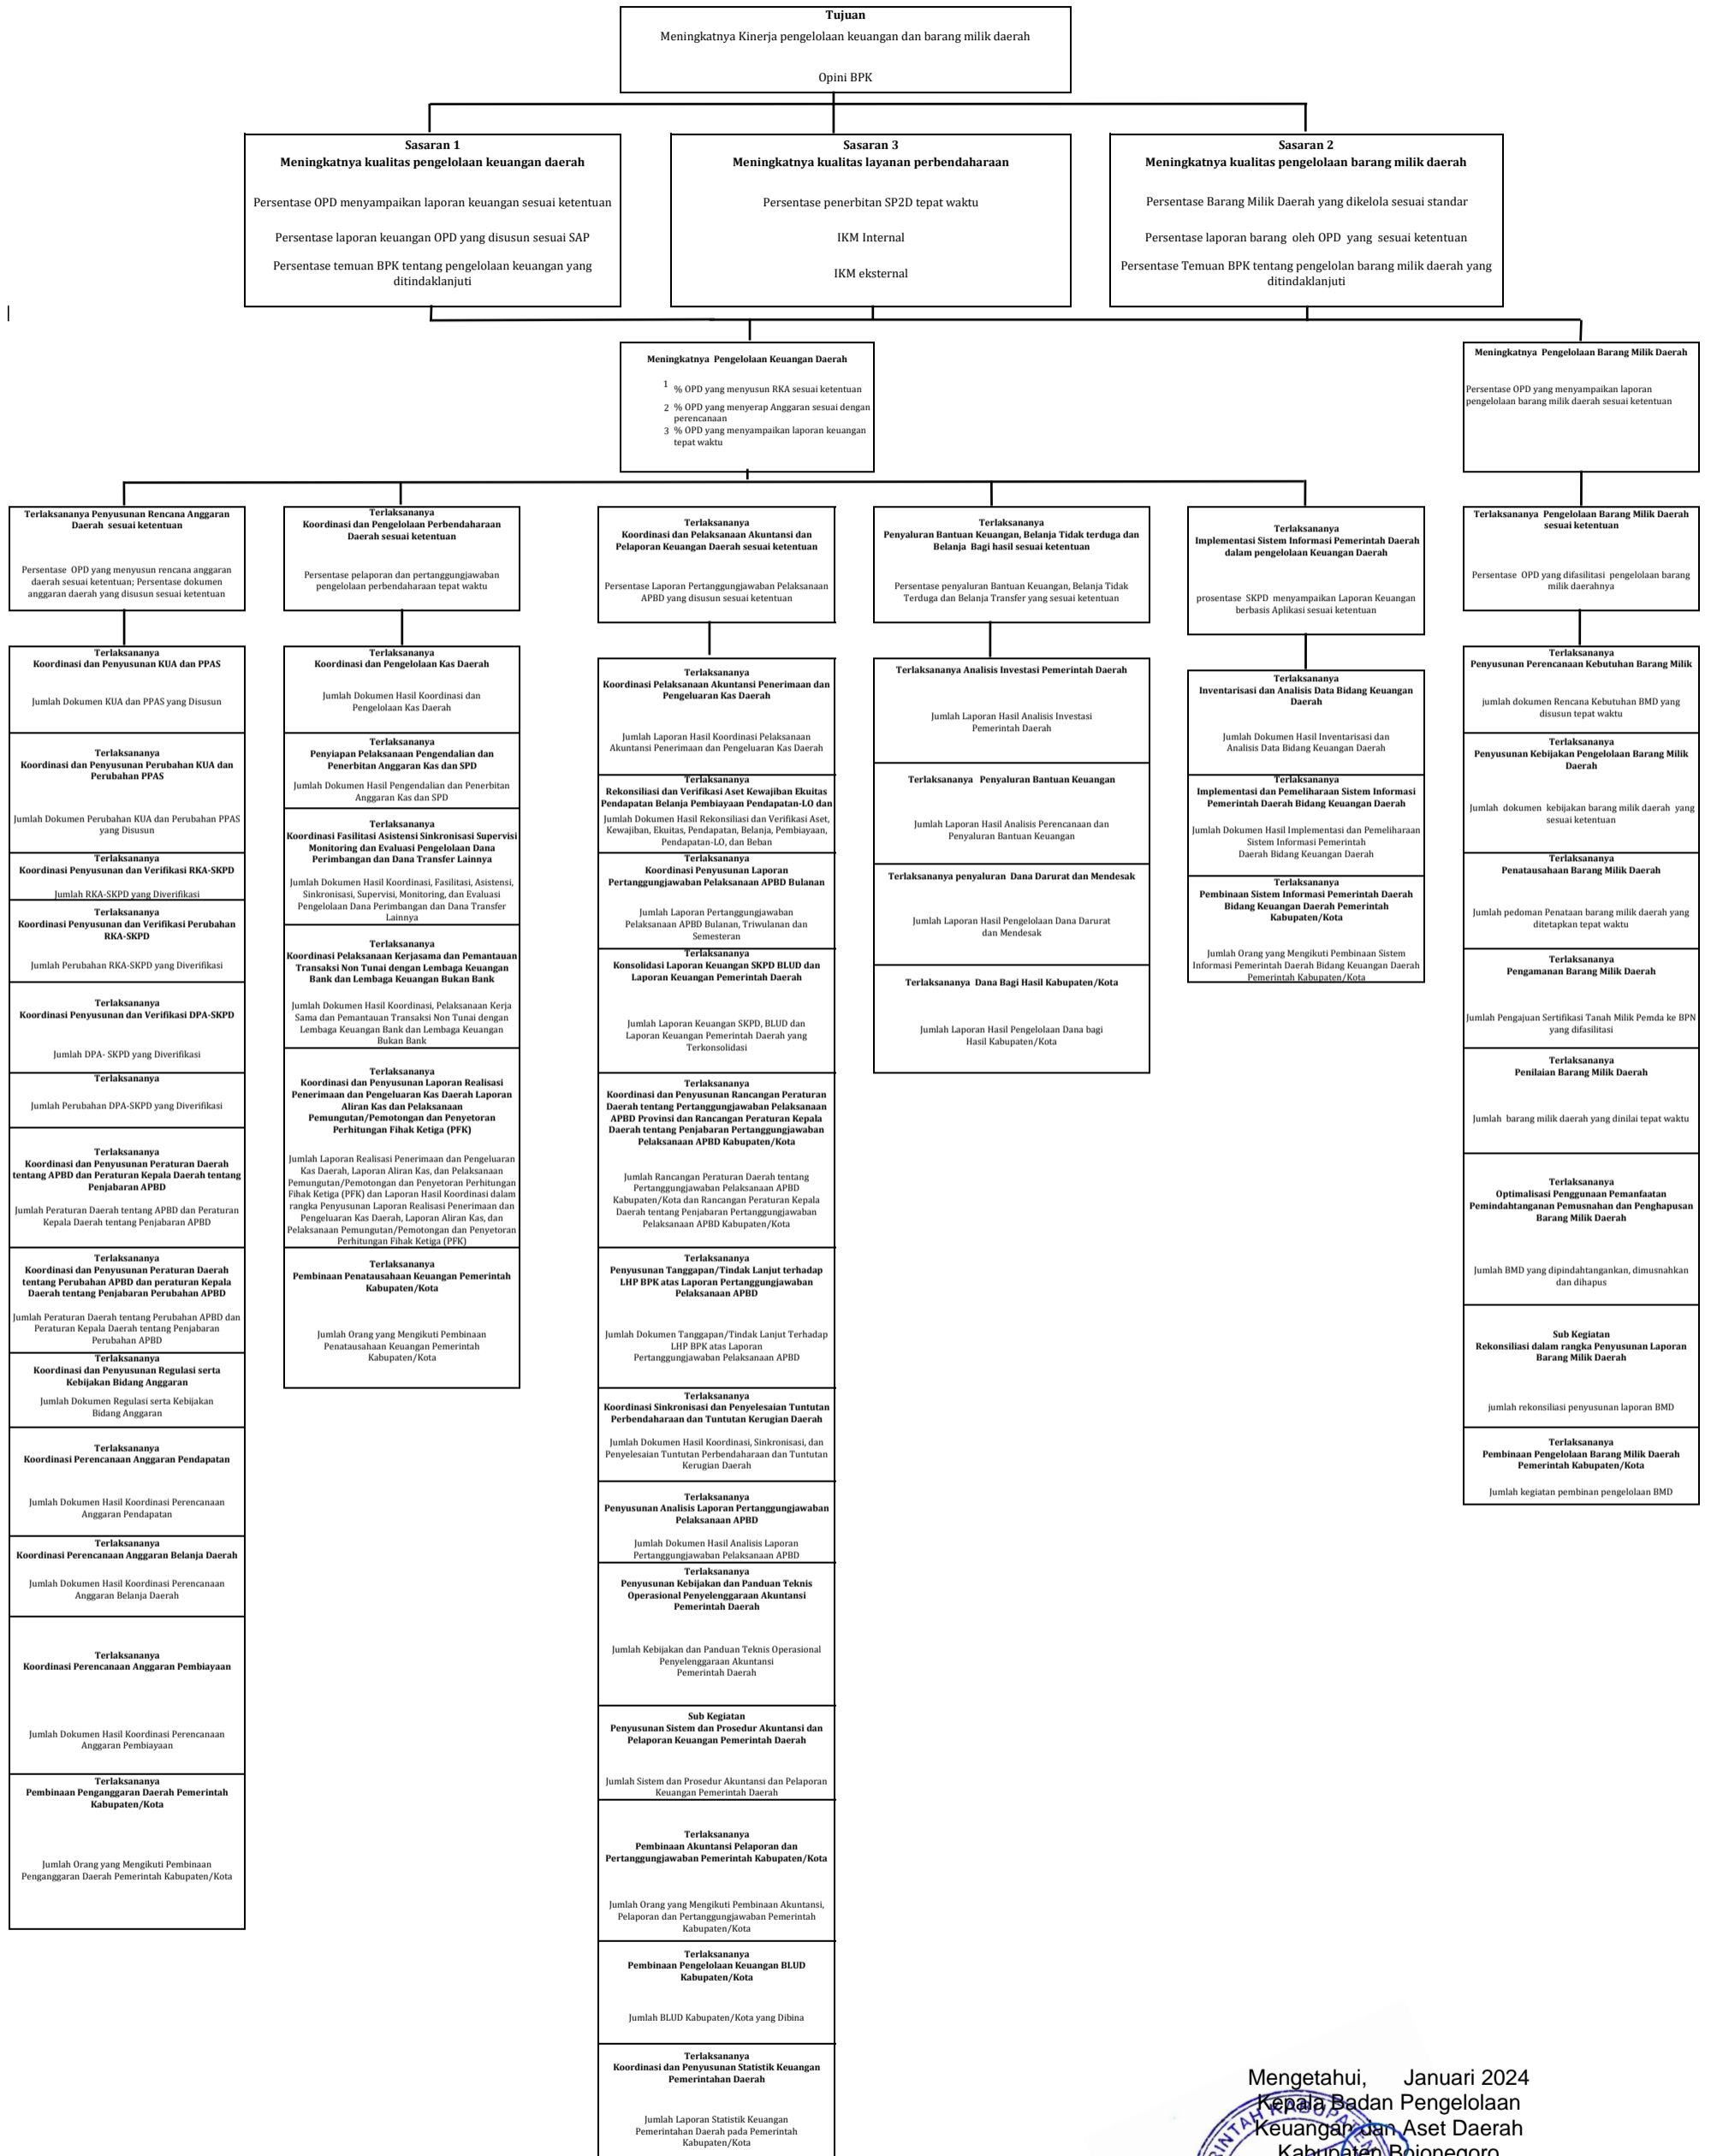 Tujuan
Meningkatnya Kinerja pengelolaan keuangan dan barang milik daerah
Opini BPK
Sasaran 1
Meningkatnya kualitas pengelolaan keuangan daerah
Persentase OPD menyampaikan laporan keuangan sesuai ketentuan
Persentase laporan keuangan OPD yang disusun sesuai SAP
Persentase temuan BPK tentang pengelolaan keuangan yang
ditindaklanjuti
Sasaran 3
Meningkatnya kualitas layanan perbendaharaan
Persentase penerbitan SP2D tepat waktu
IKM Internal
IKM eksternal
Sasaran 2
Meningkatnya kualitas pengelolaan barang milik daerah
Persentase Barang Milik Daerah yang dikelola sesuai standar
Persentase laporan barang oleh OPD yang sesuai ketentuan
Persentase Temuan BPK tentang pengelolan barang milik daerah yang
ditindaklanjuti
Meningkatnya Pengelolaan Keuangan Daerah
1 % OPD yang menyusun RKA sesuai ketentuan
2 % OPD yang menyerap Anggaran sesuai dengan
perencanaan
3 % OPD yang menyampaikan laporan keuangan
tepat waktu
Meningkatnya Pengelolaan Barang Milik Daerah
Persentase OPD yang menyampaikan laporan
pengelolaan barang milik daerah sesuai ketentuan
Terlaksananya Penyusunan Rencana Anggaran
Daerah sesuai ketentuan
Persentase OPD yang menyusun rencana anggaran
daerah sesuai ketentuan; Persentase dokumen
anggaran daerah yang disusun sesuai ketentuan
Terlaksananya
Koordinasi dan Penyusunan KUA dan PPAS
Jumlah Dokumen KUA dan PPAS yang Disusun
Terlaksananya
Koordinasi dan Penyusunan Perubahan KUA dan
Perubahan PPAS
Jumlah Dokumen Perubahan KUA dan Perubahan PPAS
yang Disusun
Terlaksananya
Koordinasi Penyusunan dan Verifikasi RKA-SKPD
Jumlah RKA-SKPD yang Diverifikasi
Terlaksananya
Koordinasi Penyusunan dan Verifikasi Perubahan
RKA-SKPD
Jumlah Perubahan RKA-SKPD yang Diverifikasi
Terlaksananya
Koordinasi Penyusunan dan Verifikasi DPA-SKPD
Jumlah DPA- SKPD yang Diverifikasi
Terlaksananya
Jumlah Perubahan DPA-SKPD yang Diverifikasi
Terlaksananya
Koordinasi dan Penyusunan Peraturan Daerah
tentang APBD dan Peraturan Kepala Daerah tentang
Penjabaran APBD
Jumlah Peraturan Daerah tentang APBD dan Peraturan
Kepala Daerah tentang Penjabaran APBD
Terlaksananya
Koordinasi dan Penyusunan Peraturan Daerah
tentang Perubahan APBD dan peraturan Kepala
Daerah tentang Penjabaran Perubahan APBD
Jumlah Peraturan Daerah tentang Perubahan APBD dan
Peraturan Kepala Daerah tentang Penjabaran
Perubahan APBD
Terlaksananya
Koordinasi dan Penyusunan Regulasi serta
Kebijakan Bidang Anggaran
Jumlah Dokumen Regulasi serta Kebijakan
Bidang Anggaran
Terlaksananya
Koordinasi Perencanaan Anggaran Pendapatan
Jumlah Dokumen Hasil Koordinasi Perencanaan
Anggaran Pendapatan
Terlaksananya
Koordinasi Perencanaan Anggaran Belanja Daerah
Jumlah Dokumen Hasil Koordinasi Perencanaan
Anggaran Belanja Daerah
Terlaksananya
Koordinasi Perencanaan Anggaran Pembiayaan
Jumlah Dokumen Hasil Koordinasi Perencanaan
Anggaran Pembiayaan
Terlaksananya
Pembinaan Penganggaran Daerah Pemerintah
Kabupaten/Kota
Jumlah Orang yang Mengikuti Pembinaan
Penganggaran Daerah Pemerintah Kabupaten/Kota
Terlaksananya
Koordinasi dan Pengelolaan Perbendaharaan
Daerah sesuai ketentuan
Persentase pelaporan dan pertanggungjawaban
pengelolaan perbendaharaan tepat waktu
Terlaksananya
Koordinasi dan Pengelolaan Kas Daerah
Jumlah Dokumen Hasil Koordinasi dan
Pengelolaan Kas Daerah
Terlaksananya
Penyiapan Pelaksanaan Pengendalian dan
Penerbitan Anggaran Kas dan SPD
Jumlah Dokumen Hasil Pengendalian dan Penerbitan
Anggaran Kas dan SPD
Terlaksananya
Koordinasi Fasilitasi Asistensi Sinkronisasi Supervisi
Monitoring dan Evaluasi Pengelolaan Dana
Perimbangan dan Dana Transfer Lainnya
Jumlah Dokumen Hasil Koordinasi, Fasilitasi, Asistensi,
Sinkronisasi, Supervisi, Monitoring, dan Evaluasi
Pengelolaan Dana Perimbangan dan Dana Transfer
Lainnya
Terlaksananya
Koordinasi Pelaksanaan Kerjasama dan Pemantauan
Transaksi Non Tunai dengan Lembaga Keuangan
Bank dan Lembaga Keuangan Bukan Bank
Jumlah Dokumen Hasil Koordinasi, Pelaksanaan Kerja
Sama dan Pemantauan Transaksi Non Tunai dengan
Lembaga Keuangan Bank dan Lembaga Keuangan
Bukan Bank
Terlaksananya
Koordinasi dan Penyusunan Laporan Realisasi
Penerimaan dan Pengeluaran Kas Daerah Laporan
Aliran Kas dan Pelaksanaan
Pemungutan/Pemotongan dan Penyetoran
Perhitungan Fihak Ketiga (PFK)
Jumlah Laporan Realisasi Penerimaan dan Pengeluaran
Kas Daerah, Laporan Aliran Kas, dan Pelaksanaan
Pemungutan/Pemotongan dan Penyetoran Perhitungan
Fihak Ketiga (PFK) dan Laporan Hasil Koordinasi dalam
rangka Penyusunan Laporan Realisasi Penerimaan dan
Pengeluaran Kas Daerah, Laporan Aliran Kas, dan
Pelaksanaan Pemungutan/Pemotongan dan Penyetoran
Perhitungan Fihak Ketiga (PFK)
Terlaksananya
Pembinaan Penatausahaan Keuangan Pemerintah
Kabupaten/Kota
Jumlah Orang yang Mengikuti Pembinaan
Penatausahaan Keuangan Pemerintah
Kabupaten/Kota
Terlaksananya
Koordinasi dan Pelaksanaan Akuntansi dan
Pelaporan Keuangan Daerah sesuai ketentuan
Persentase Laporan Pertanggungjawaban Pelaksanaan
APBD yang disusun sesuai ketentuan
Terlaksananya
Koordinasi Pelaksanaan Akuntansi Penerimaan dan
Pengeluaran Kas Daerah
Jumlah Laporan Hasil Koordinasi Pelaksanaan
Akuntansi Penerimaan dan Pengeluaran Kas Daerah
Terlaksananya
Rekonsiliasi dan Verifikasi Aset Kewajiban Ekuitas
Pendapatan Belanja Pembiayaan Pendapatan-LO dan
Jumlah Dokumen Hasil Rekonsiliasi dan Verifikasi Aset,
Kewajiban, Ekuitas, Pendapatan, Belanja, Pembiayaan,
Pendapatan-LO, dan Beban
Terlaksananya
Koordinasi Penyusunan Laporan
Pertanggungjawaban Pelaksanaan APBD Bulanan
Jumlah Laporan Pertanggungjawaban
Pelaksanaan APBD Bulanan, Triwulanan dan
Semesteran
Terlaksananya
Konsolidasi Laporan Keuangan SKPD BLUD dan
Laporan Keuangan Pemerintah Daerah
Jumlah Laporan Keuangan SKPD, BLUD dan
Laporan Keuangan Pemerintah Daerah yang
Terkonsolidasi
Terlaksananya
Koordinasi dan Penyusunan Rancangan Peraturan
Daerah tentang Pertanggungjawaban Pelaksanaan
APBD Provinsi dan Rancangan Peraturan Kepala
Daerah tentang Penjabaran Pertanggungjawaban
Pelaksanaan APBD Kabupaten/Kota
Jumlah Rancangan Peraturan Daerah tentang
Pertanggungjawaban Pelaksanaan APBD
Kabupaten/Kota dan Rancangan Peraturan Kepala
Daerah tentang Penjabaran Pertanggungjawaban
Pelaksanaan APBD Kabupaten/Kota
Terlaksananya
Penyusunan Tanggapan/Tindak Lanjut terhadap
LHP BPK atas Laporan Pertanggungjawaban
Pelaksanaan APBD
Jumlah Dokumen Tanggapan/Tindak Lanjut Terhadap
LHP BPK atas Laporan
Pertanggungjawaban Pelaksanaan APBD
Terlaksananya
Koordinasi Sinkronisasi dan Penyelesaian Tuntutan
Perbendaharaan dan Tuntutan Kerugian Daerah
Jumlah Dokumen Hasil Koordinasi, Sinkronisasi, dan
Penyelesaian Tuntutan Perbendaharaan dan Tuntutan
Kerugian Daerah
Terlaksananya
Penyusunan Analisis Laporan Pertanggungjawaban
Pelaksanaan APBD
Jumlah Dokumen Hasil Analisis Laporan
Pertanggungjawaban Pelaksanaan APBD
Terlaksananya
Penyusunan Kebijakan dan Panduan Teknis
Operasional Penyelenggaraan Akuntansi
Pemerintah Daerah
Jumlah Kebijakan dan Panduan Teknis Operasional
Penyelenggaraan Akuntansi
Pemerintah Daerah
Sub Kegiatan
Penyusunan Sistem dan Prosedur Akuntansi dan
Pelaporan Keuangan Pemerintah Daerah
Jumlah Sistem dan Prosedur Akuntansi dan Pelaporan
Keuangan Pemerintah Daerah
Terlaksananya
Pembinaan Akuntansi Pelaporan dan
Pertanggungjawaban Pemerintah Kabupaten/Kota
Jumlah Orang yang Mengikuti Pembinaan Akuntansi,
Pelaporan dan Pertanggungjawaban Pemerintah
Kabupaten/Kota
Terlaksananya
Pembinaan Pengelolaan Keuangan BLUD
Kabupaten/Kota
Jumlah BLUD Kabupaten/Kota yang Dibina
Terlaksananya
Koordinasi dan Penyusunan Statistik Keuangan
Pemerintahan Daerah
Jumlah Laporan Statistik Keuangan
Pemerintahan Daerah pada Pemerintah
Kabupaten/Kota
Terlaksananya
Penyaluran Bantuan Keuangan, Belanja Tidak terduga dan
Belanja Bagi hasil sesuai ketentuan
Persentase penyaluran Bantuan Keuangan, Belanja Tidak
Terduga dan Belanja Transfer yang sesuai ketentuan
Terlaksananya Analisis Investasi Pemerintah Daerah
Jumlah Laporan Hasil Analisis Investasi
Pemerintah Daerah
Terlaksananya Penyaluran Bantuan Keuangan
Jumlah Laporan Hasil Analisis Perencanaan dan
Penyaluran Bantuan Keuangan
Terlaksananya penyaluran Dana Darurat dan Mendesak
Jumlah Laporan Hasil Pengelolaan Dana Darurat
dan Mendesak
Terlaksananya Dana Bagi Hasil Kabupaten/Kota
Jumlah Laporan Hasil Pengelolaan Dana bagi
Hasil Kabupaten/Kota
Terlaksananya
Implementasi Sistem Informasi Pemerintah Daerah
dalam pengelolaan Keuangan Daerah
prosentase SKPD menyampaikan Laporan Keuangan
berbasis Aplikasi sesuai ketentuan
Terlaksananya
Inventarisasi dan Analisis Data Bidang Keuangan
Daerah
Jumlah Dokumen Hasil Inventarisasi dan
Analisis Data Bidang Keuangan Daerah
Terlaksananya
Implementasi dan Pemeliharaan Sistem Informasi
Pemerintah Daerah Bidang Keuangan Daerah
Jumlah Dokumen Hasil Implementasi dan Pemeliharaan
Sistem Informasi Pemerintah
Daerah Bidang Keuangan Daerah
Terlaksananya
Pembinaan Sistem Informasi Pemerintah Daerah
Bidang Keuangan Daerah Pemerintah
Kabupaten/Kota
Jumlah Orang yang Mengikuti Pembinaan Sistem
Informasi Pemerintah Daerah Bidang Keuangan Daerah
Pemerintah Kabupaten/Kota
Terlaksananya Pengelolaan Barang Milik Daerah
sesuai ketentuan
Persentase OPD yang difasilitasi pengelolaan barang
milik daerahnya
Terlaksananya
Penyusunan Perencanaan Kebutuhan Barang Milik
jumlah dokumen Rencana Kebutuhan BMD yang
disusun tepat waktu
Terlaksananya
Penyusunan Kebijakan Pengelolaan Barang Milik
Daerah
Jumlah dokumen kebijakan barang milik daerah yang
sesuai ketentuan
Terlaksananya
Penatausahaan Barang Milik Daerah
Jumlah pedoman Penataan barang milik daerah yang
ditetapkan tepat waktu
Terlaksananya
Pengamanan Barang Milik Daerah
Jumlah Pengajuan Sertifikasi Tanah Milik Pemda ke BPN
yang difasilitasi
Terlaksananya
Penilaian Barang Milik Daerah
Jumlah barang milik daerah yang dinilai tepat waktu
Terlaksananya
Optimalisasi Penggunaan Pemanfaatan
Pemindahtanganan Pemusnahan dan Penghapusan
Barang Milik Daerah
Jumlah BMD yang dipindahtangankan, dimusnahkan
dan dihapus
Sub Kegiatan
Rekonsiliasi dalam rangka Penyusunan Laporan
Barang Milik Daerah
jumlah rekonsiliasi penyusunan laporan BMD
Terlaksananya
Pembinaan Pengelolaan Barang Milik Daerah
Pemerintah Kabupaten/Kota
Jumlah kegiatan pembinan pengelolaan BMD
Mengetahui, Januari 2024
Kepala Badan Pengelolaan
Keuangan dan Aset Daerah
Kabupaten Bojonegoro